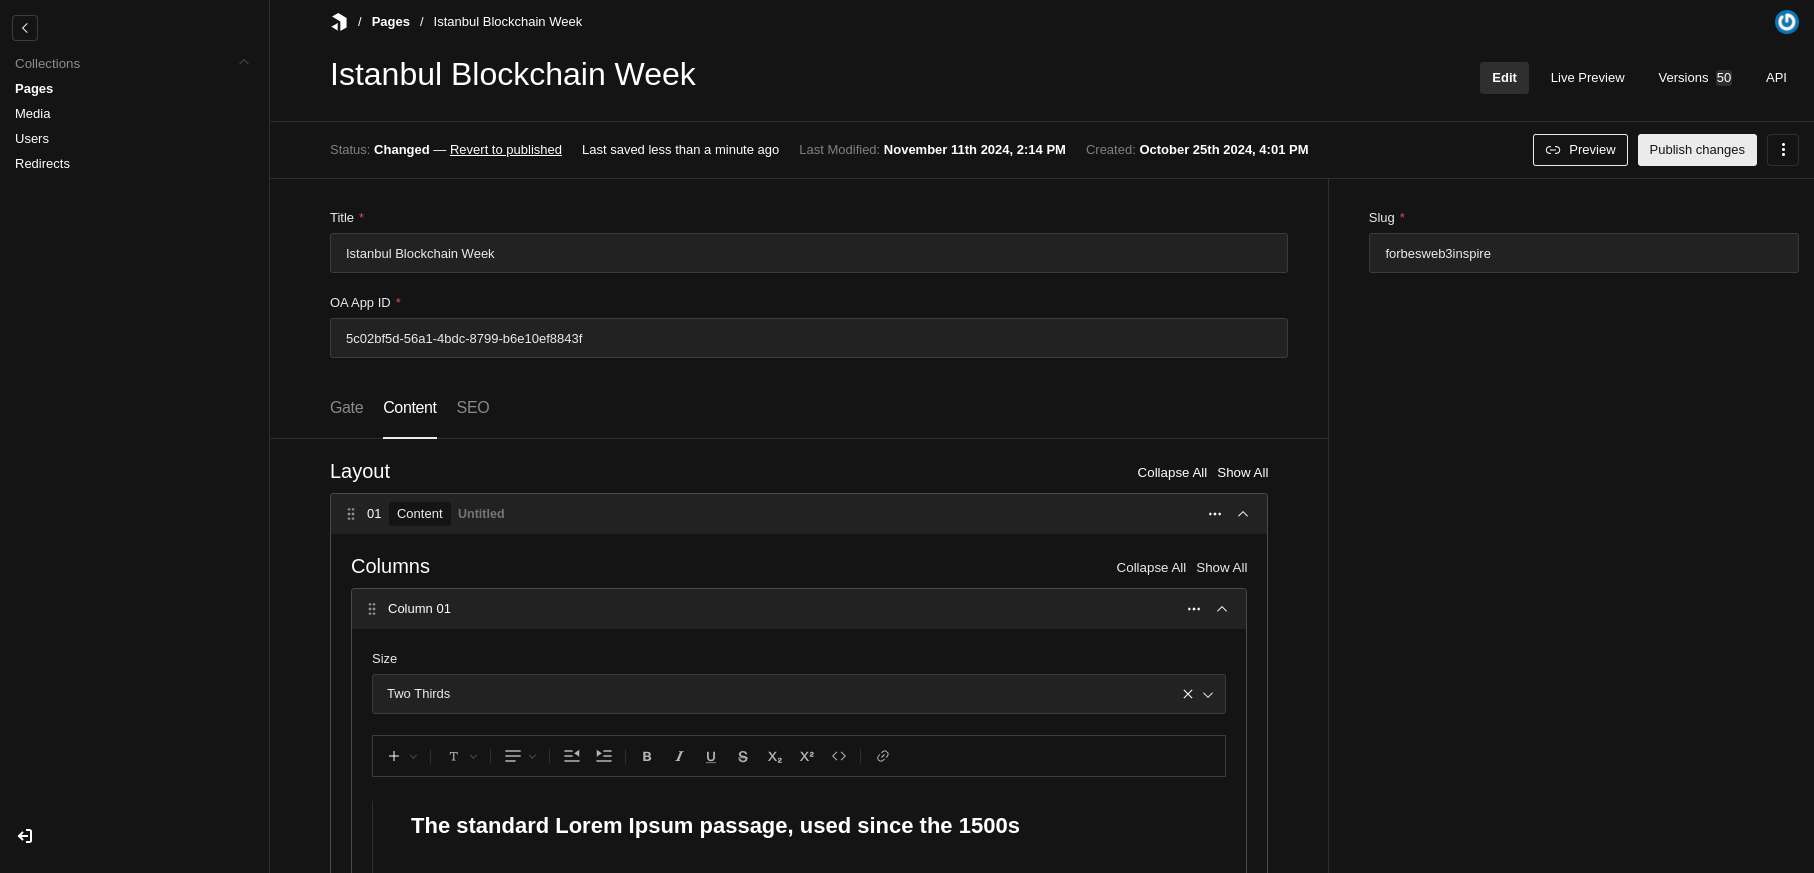 / Pages / Istanbul Blockchain Week
Collections
Pages
Media
Users
Redirects
Istanbul Blockchain Week
Edit Live Preview Versions 50 API
Status: Changed — Revert to published Last saved less than a minute ago Last Modified: November 11th 2024, 2:14 PM Created: October 25th 2024, 4:01 PM Preview Publish changes
Title *
Istanbul Blockchain Week
OA App ID *
5c02bf5d-56a1-4bdc-8799-b6e10ef8843f
Slug *
forbesweb3inspire
Gate Content SEO
Layout Collapse All Show All
01 Content Untitled
Columns Collapse All Show All
Column 01
Size
Two Thirds
T B I U S X₂ X²
The standard Lorem Ipsum passage, used since the 1500s